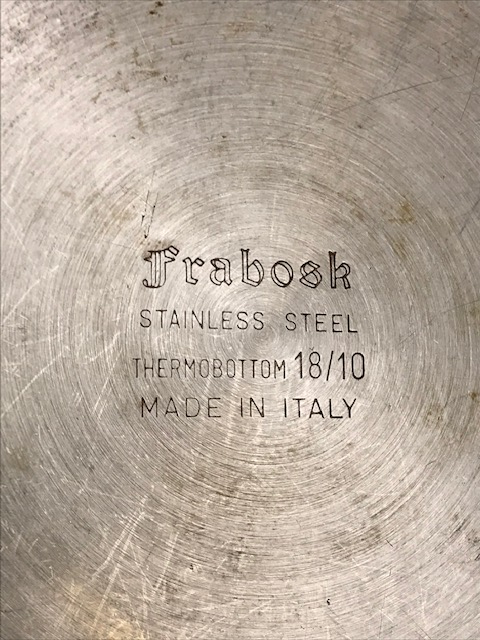 Frabosk
STAINLESS STEEL
THERMOBOTTOM 18/10
MADE IN ITALY